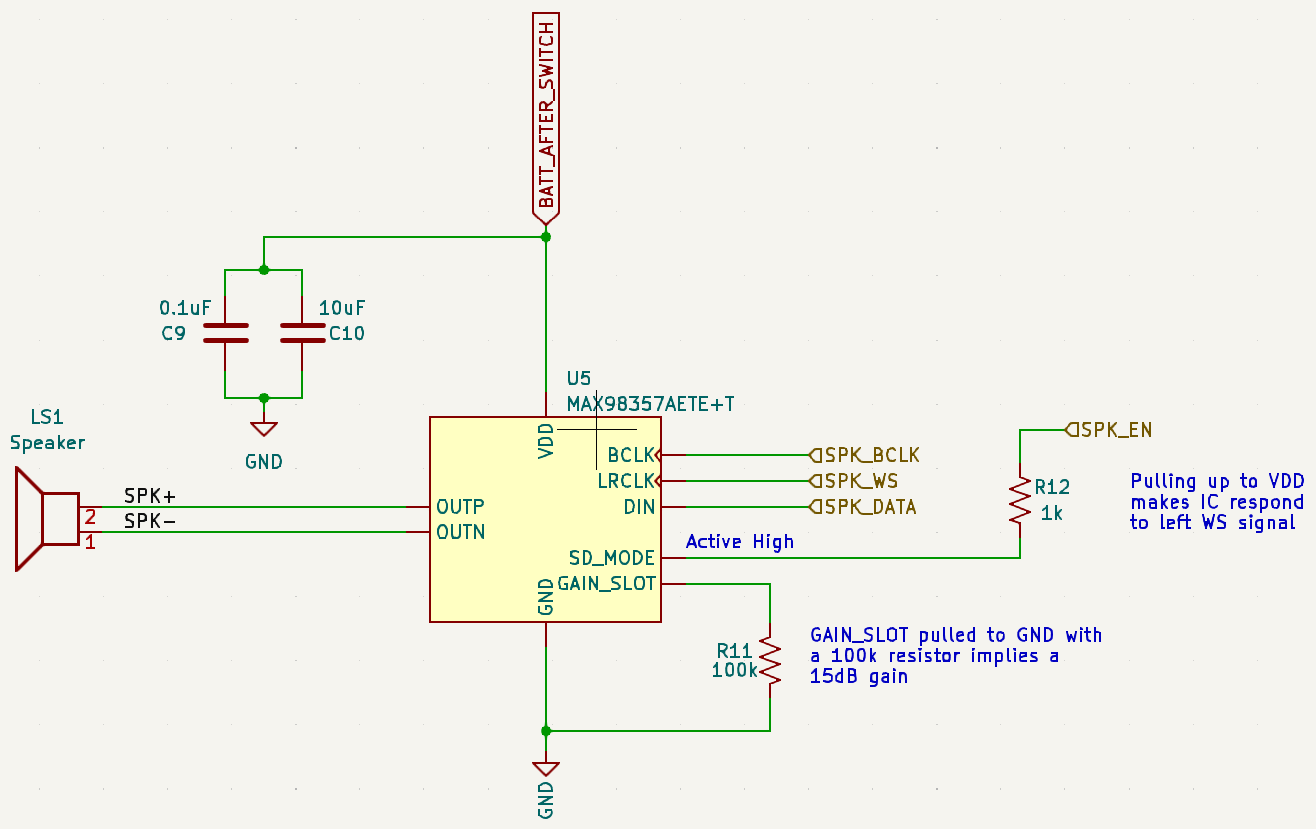 BATT_AFTER_SWITCH
0.1uF
C9
10uF
C10
GND
U5
MAX98357AETE+T
LS1
Speaker
SPK+
SPK-
2
1
VDD
BCLK
LRCLK
DIN
OUTP
OUTN
SD_MODE
GAIN_SLOT
GND
SPK_BCLK
SPK_WS
SPK_DATA
Active High
SPK_EN
R12
1k
Pulling up to VDD
makes IC respond
to left WS signal
R11
100k
GAIN_SLOT pulled to GND with
a 100k resistor implies a
15dB gain
GND